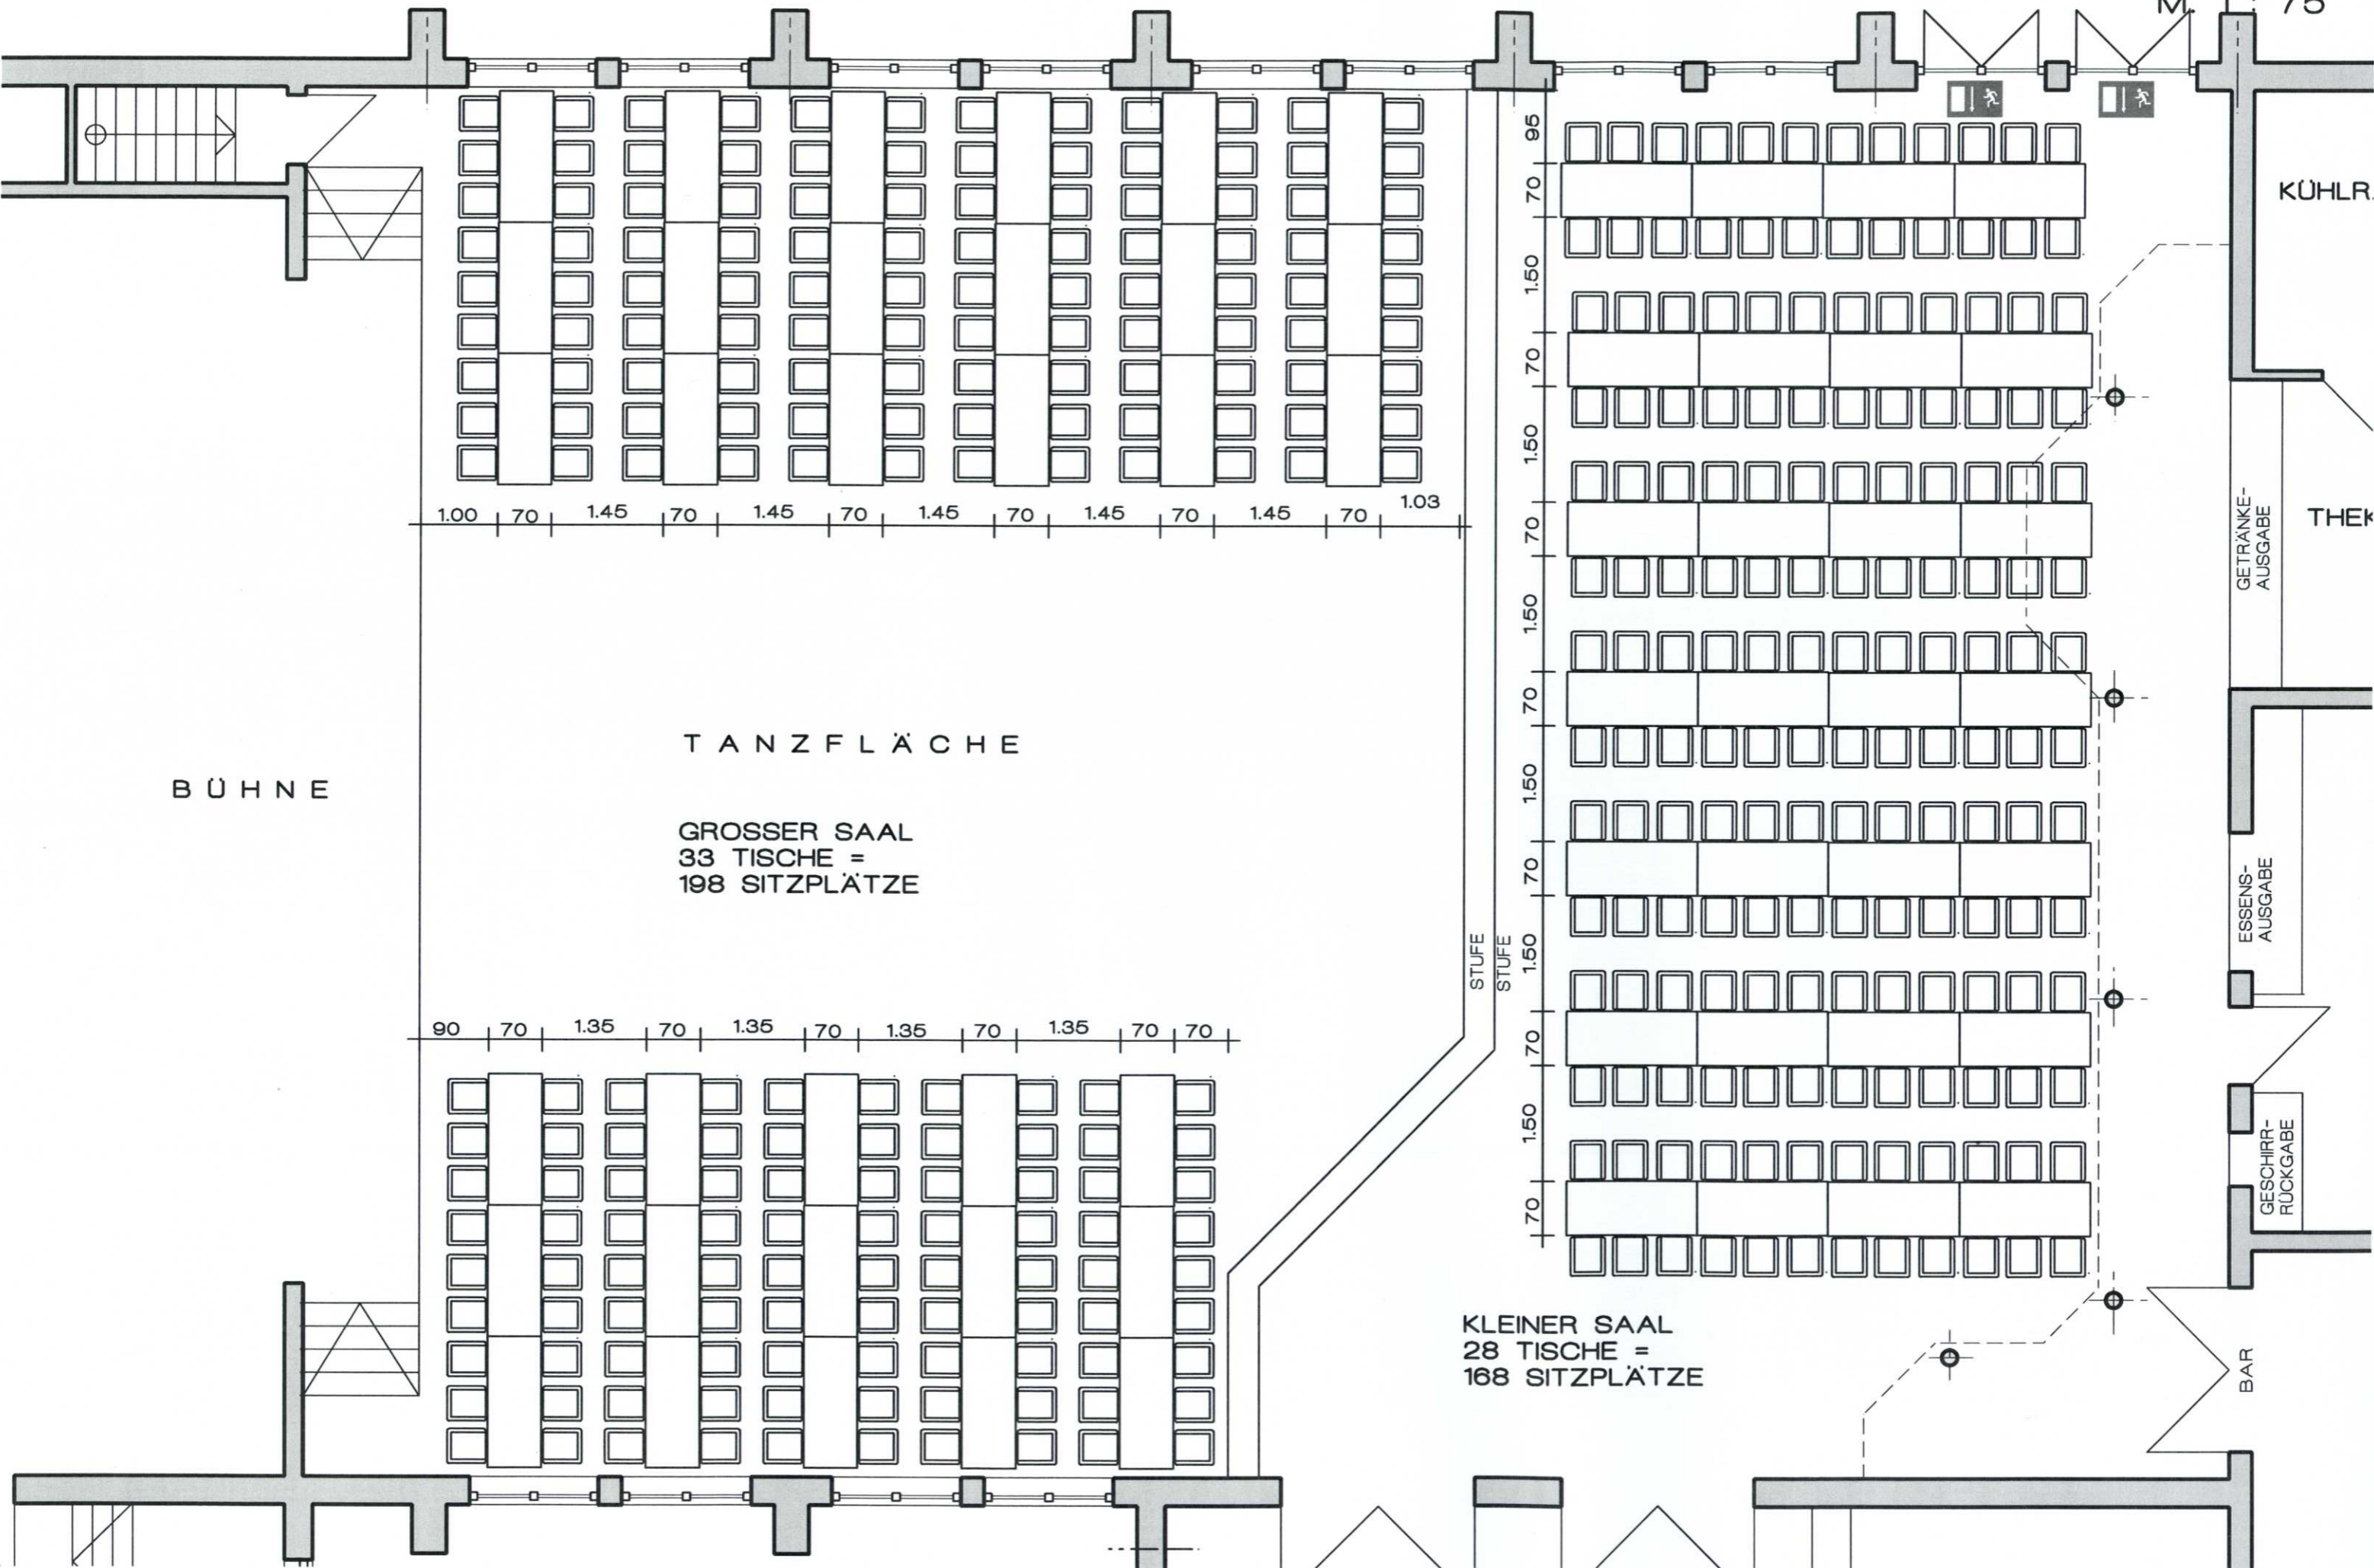 M. 1 : 75
KÜHLR.
95
70
1.50
70
1.50
70
1.50
70
1.50
70
1.50
70
1.50
70
1.00 70 1.45 70 1.45 70 1.45 70 1.45 70 1.45 70 1.03
GETRÄNKE-
AUSGABE
THEK
TANZFLÄCHE
BÜHNE
GROSSER SAAL
33 TISCHE =
198 SITZPLÄTZE
ESSENS-
AUSGABE
STUFE
STUFE
90 70 1.35 70 1.35 70 1.35 70 1.35 70 70
GESCHIRR-
RÜCKGABE
KLEINER SAAL
28 TISCHE =
168 SITZPLÄTZE
BAR